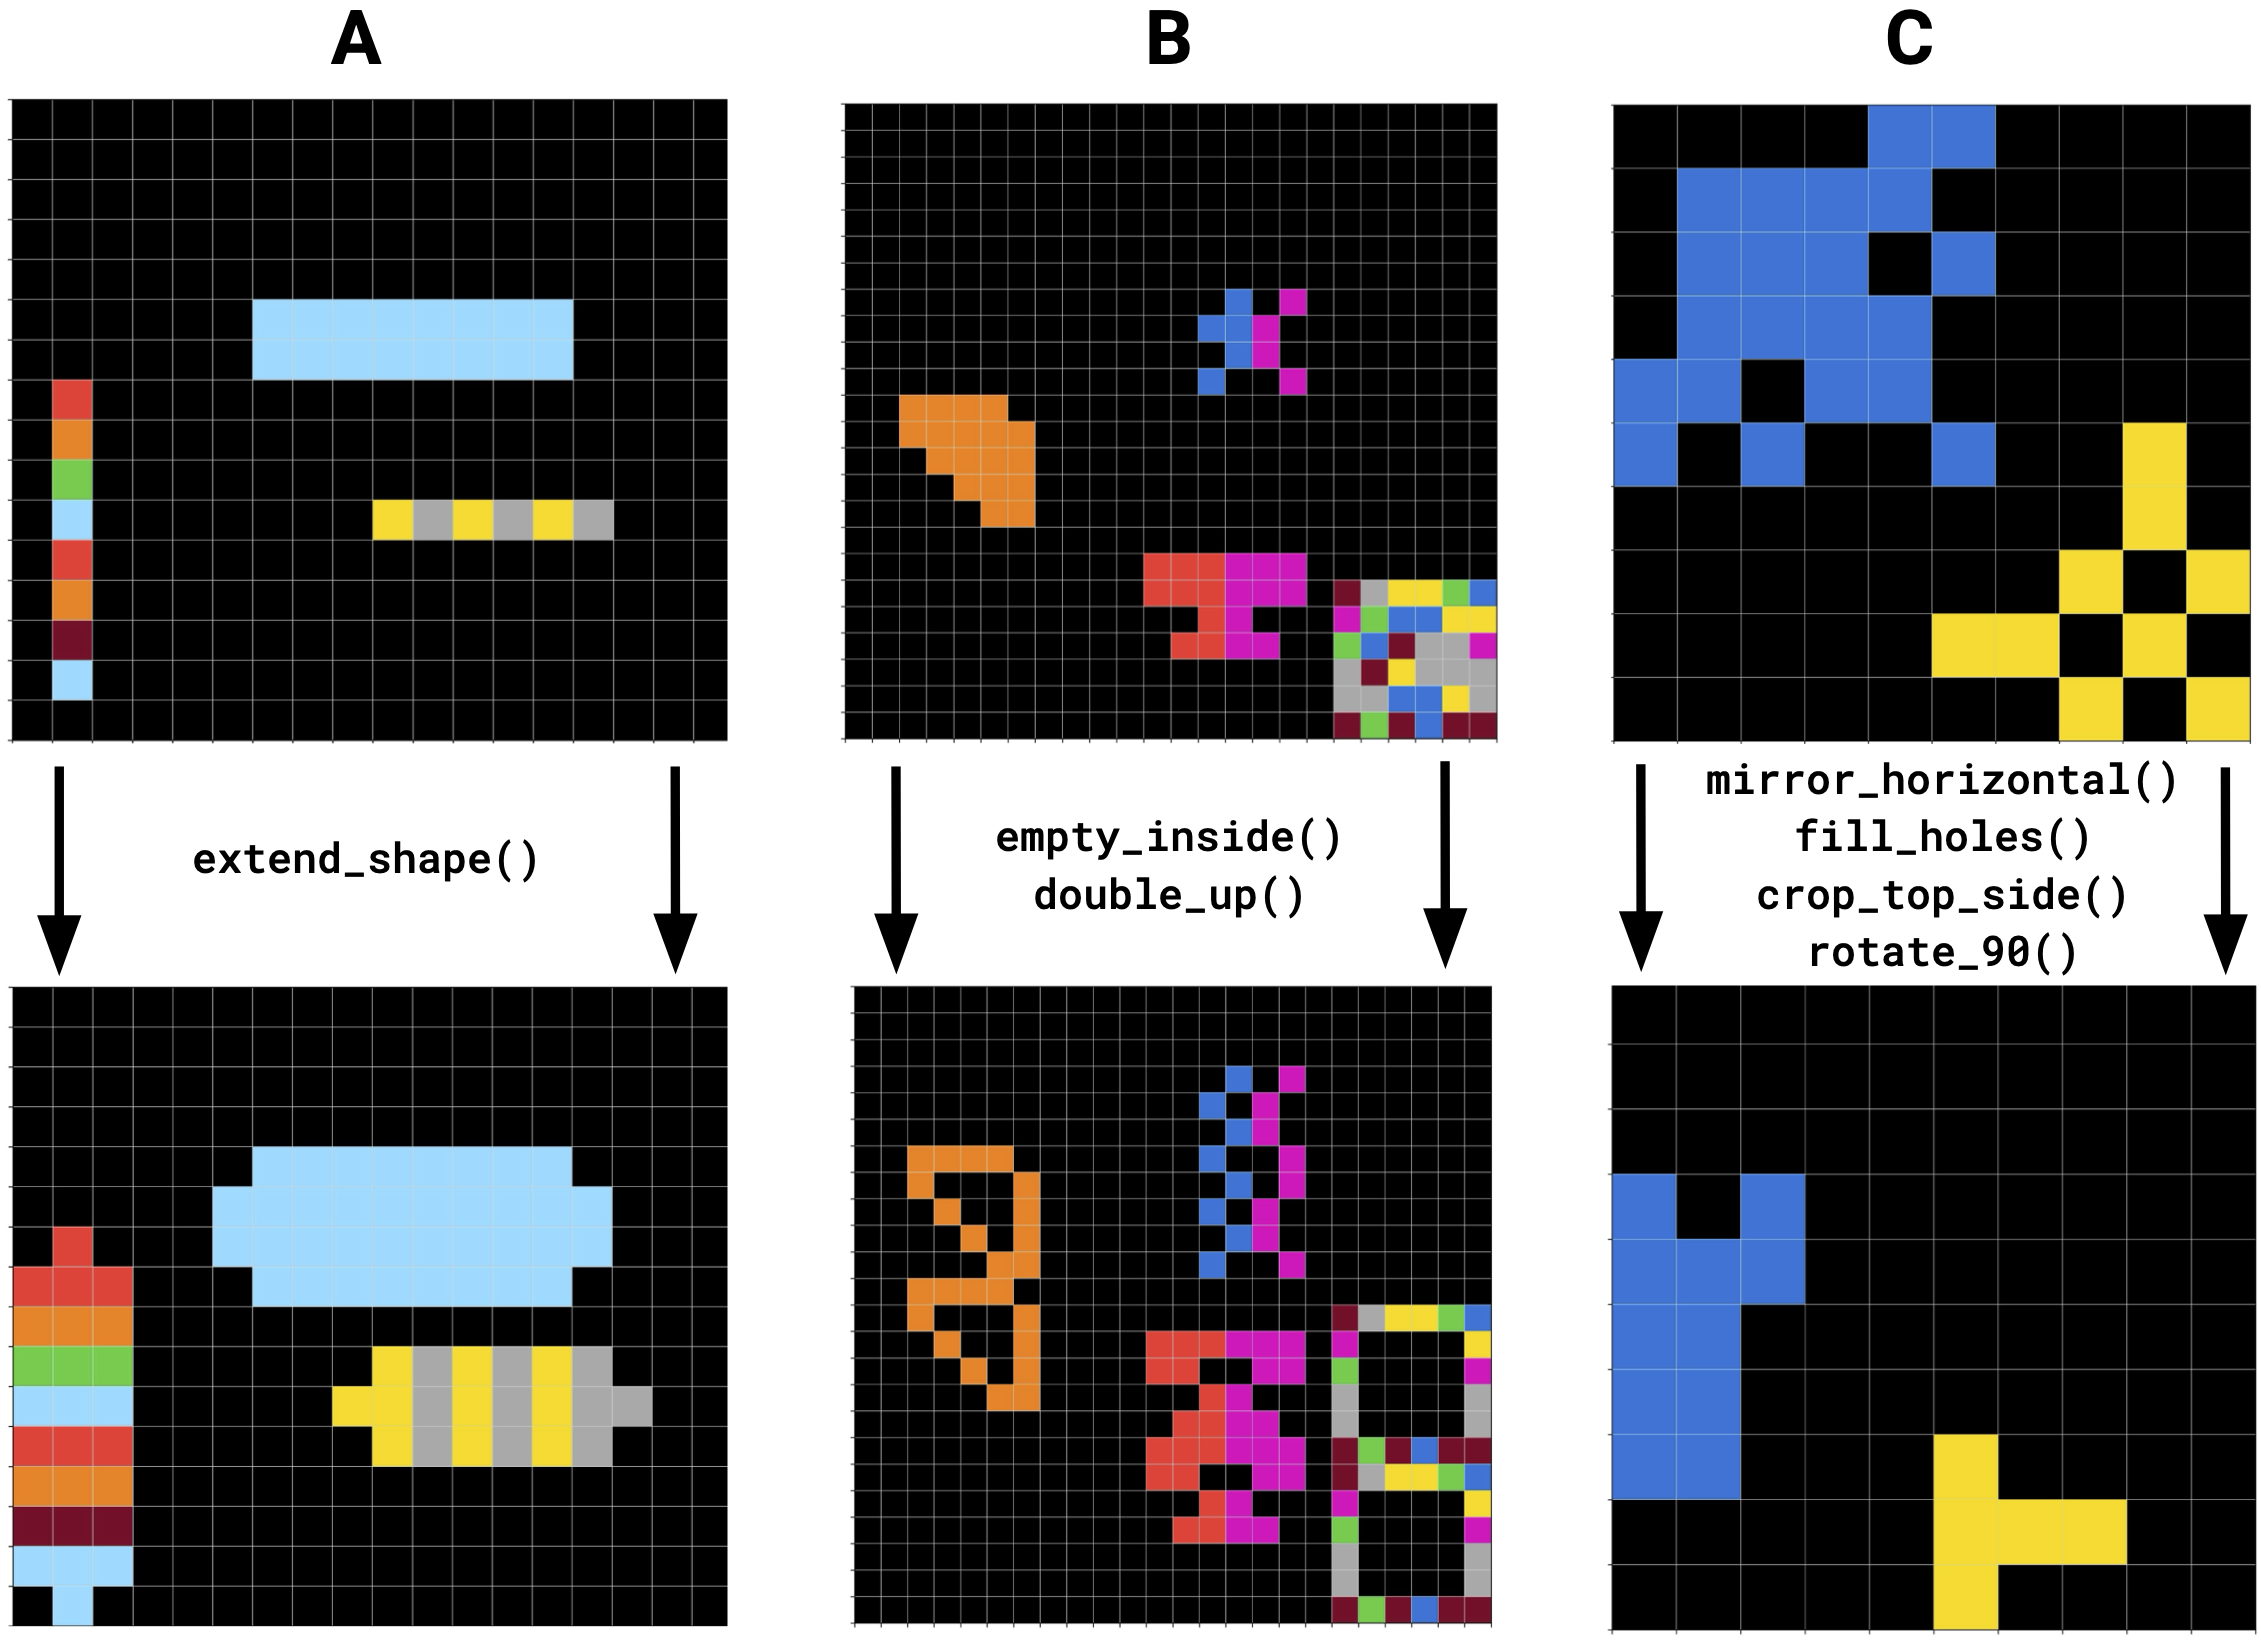 A
B
C
extend_shape()
empty_inside()
double_up()
mirror_horizontal()
fill_holes()
crop_top_side()
rotate_90()